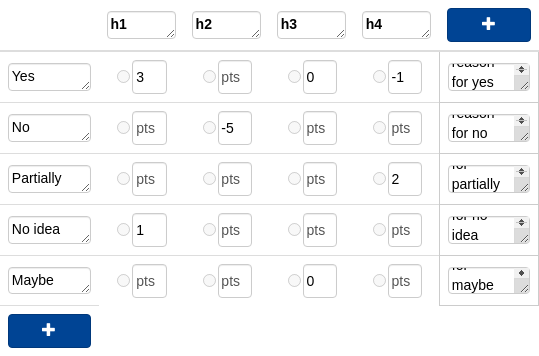 h1 h2 h3 h4
Yes 3 pts 0 -1 reason
for yes
No pts -5 pts pts reason
for no
Partially pts pts pts 2 for
partially
No idea 1 pts pts pts for no
idea
Maybe pts pts 0 pts for
maybe